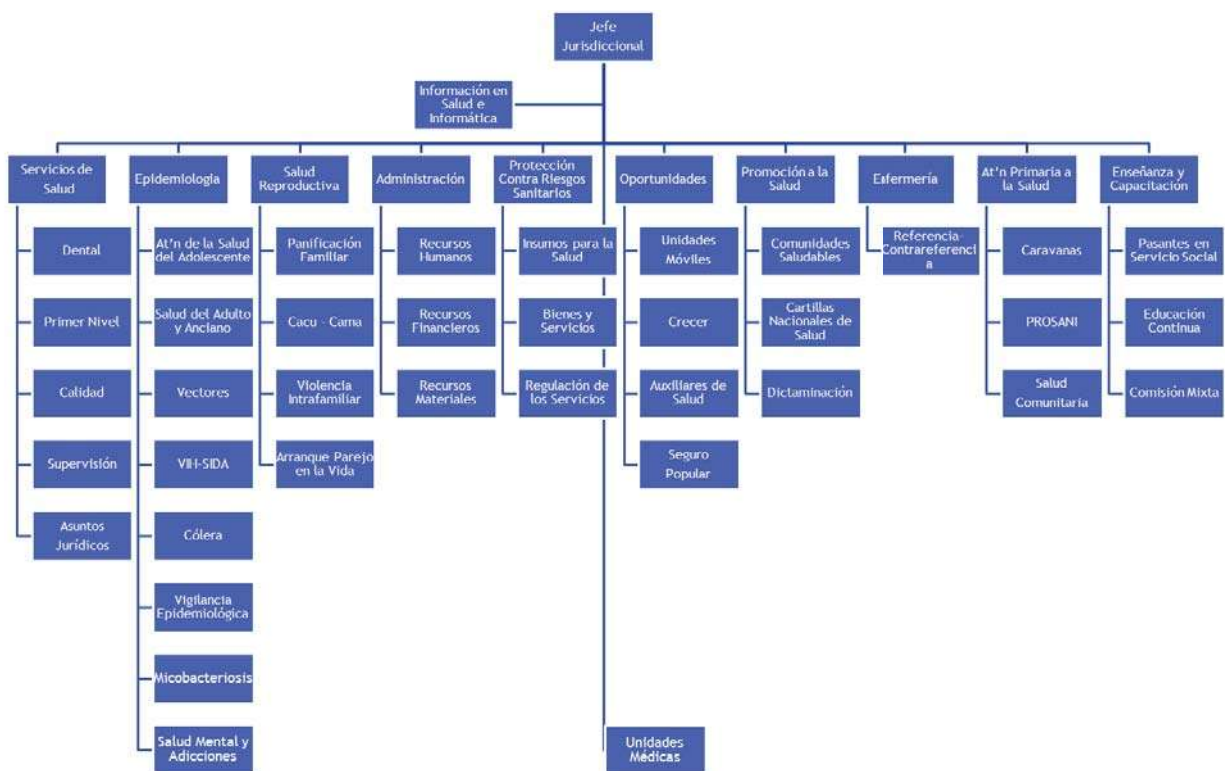 Jefe
Jurisdiccional
Información en
Salud e
Informática
Servicios de
Salud
Epidemiología
Salud
Reproductiva
Administración
Protección
Contra Riesgos
Sanitarios
Oportunidades
Promoción a la
Salud
Enfermería
At'n Primaria a
la Salud
Enseñanza y
Capacitación
Dental
Primer Nivel
Calidad
Supervisión
Asuntos
Jurídicos
At'n de la Salud
del Adolescente
Salud del Adulto
y Anciano
Vectores
VIH-SIDA
Cólera
Vigilancia
Epidemiológica
Micobacteriosis
Salud Mental y
Adicciones
Panificación
Familiar
Cacu - Cama
Violencia
Intrafamiliar
Arranque Parejo
en la Vida
Recursos
Humanos
Recursos
Financieros
Recursos
Materiales
Insumos para la
Salud
Bienes y
Servicios
Regulación de
los Servicios
Unidades
Móviles
Crecer
Auxiliares de
Salud
Seguro
Popular
Comunidades
Saludables
Cartillas
Nacionales de
Salud
Dictaminación
Referencia-
Contrareferenci
a
Caravanas
PROSANI
Salud
Comunitaria
Pasantes en
Servicio Social
Educación
Continua
Comisión Mixta
Unidades
Médicas